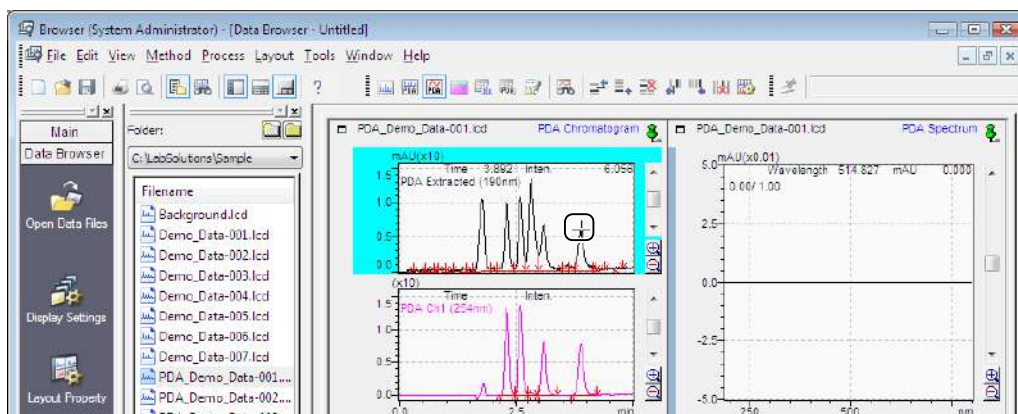 Browser (System Administrator) - [Data Browser - Untitled]
File Edit View Method Process Layout Tools Window Help
Main
Data Browser
Open Data Files
Display Settings
Layout Property
Folder:
C:\LabSolutions\Sample
Filename
Background.lcd
Demo_Data-001.lcd
Demo_Data-002.lcd
Demo_Data-003.lcd
Demo_Data-004.lcd
Demo_Data-005.lcd
Demo_Data-006.lcd
Demo_Data-007.lcd
PDA_Demo_Data-001....
PDA_Demo_Data-002....
PDA_Demo_Data-001.lcd PDA Chromatogram
mAU(x10)
Time 3.892 Inten. 6.056
PDA Extracted (190nm)
1.5
1.0
0.5
0.0
(x10)
Time Inten.
PDA Ch1 (254nm)
1.5
1.0
0.5
0.0
0.0 2.5 min
PDA_Demo_Data-001.lcd PDA Spectrum
mAU(x0.01)
Wavelength 514.827 mAU 0.000
0.00/ 1.00
5.0
2.5
0.0
-2.5
-5.0
250 500 nm